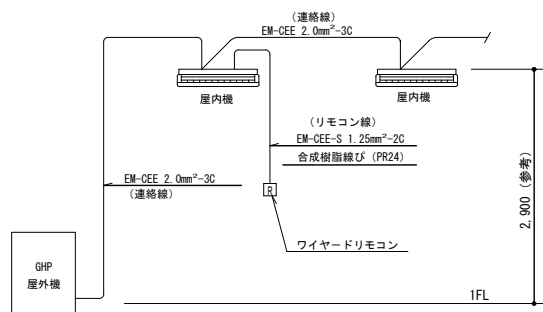 (連絡線)
EM-CEE 2.0mm²-3C
屋内機
屋内機
(リモコン線)
EM-CEE-S 1.25mm²-2C
合成樹脂線ぴ (PR24)
EM-CEE 2.0mm²-3C
(連絡線)
R
ワイヤードリモコン
2,900 (参考)
GHP
屋外機
1FL